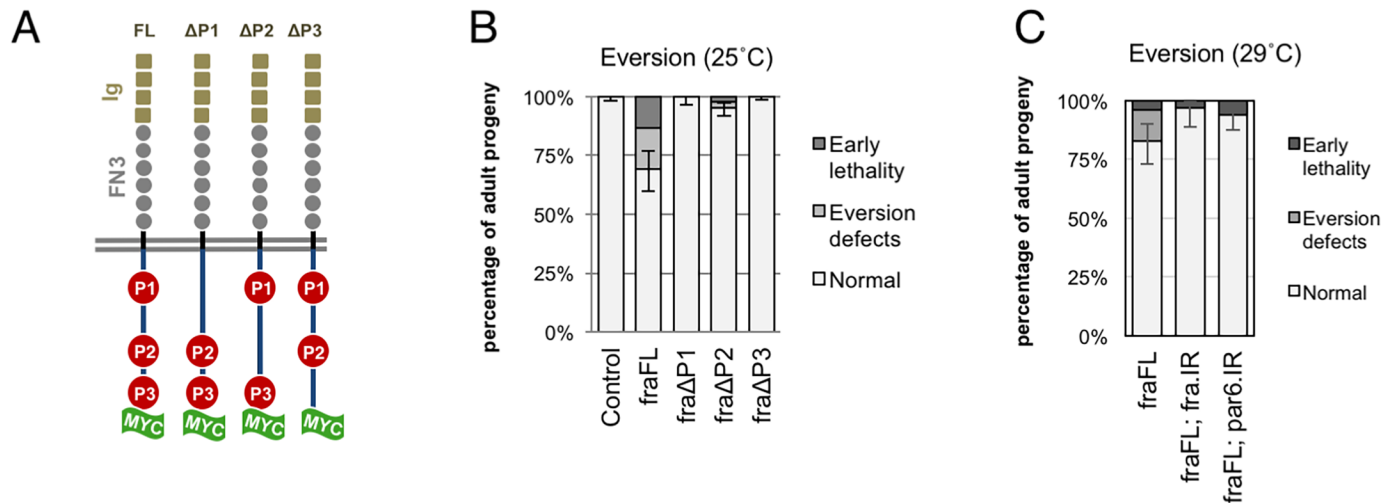 A
FL ΔP1 ΔP2 ΔP3
Ig
FN3
P1 P1 P1
P2 P2 P2
P3 P3 P3
MYC MYC MYC MYC
B
Eversion (25˚C)
percentage of adult progeny
100%
75%
50%
25%
0%
Control
fraFL
fraΔP1
fraΔP2
fraΔP3
Early
lethality
Eversion
defects
Normal
C
Eversion (29˚C)
percentage of adult progeny
100%
75%
50%
25%
0%
fraFL
fraFL; fra.IR
fraFL; par6.IR
Early
lethality
Eversion
defects
Normal